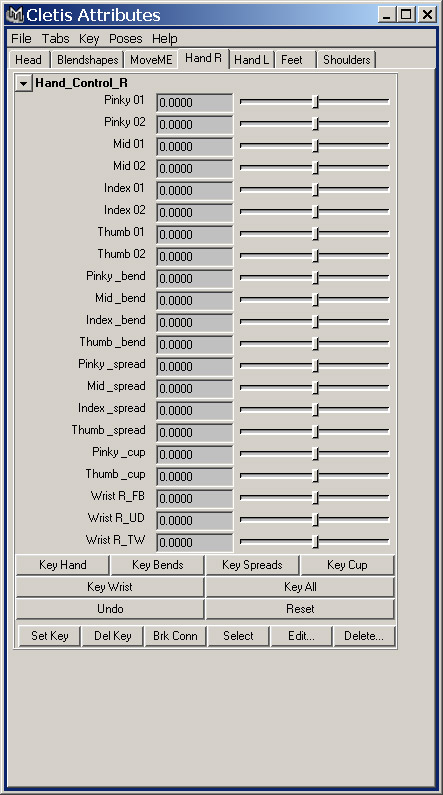 Cletis Attributes
File Tabs Key Poses Help
Head Blendshapes MoveME Hand R Hand L Feet Shoulders
Hand_Control_R
Pinky 01 0.0000
Pinky 02 0.0000
Mid 01 0.0000
Mid 02 0.0000
Index 01 0.0000
Index 02 0.0000
Thumb 01 0.0000
Thumb 02 0.0000
Pinky _bend 0.0000
Mid _bend 0.0000
Index _bend 0.0000
Thumb _bend 0.0000
Pinky _spread 0.0000
Mid _spread 0.0000
Index _spread 0.0000
Thumb _spread 0.0000
Pinky _cup 0.0000
Thumb _cup 0.0000
Wrist R_FB 0.0000
Wrist R_UD 0.0000
Wrist R_TW 0.0000
Key Hand Key Bends Key Spreads Key Cup
Key Wrist Key All
Undo Reset
Set Key Del Key Brk Conn Select Edit... Delete...